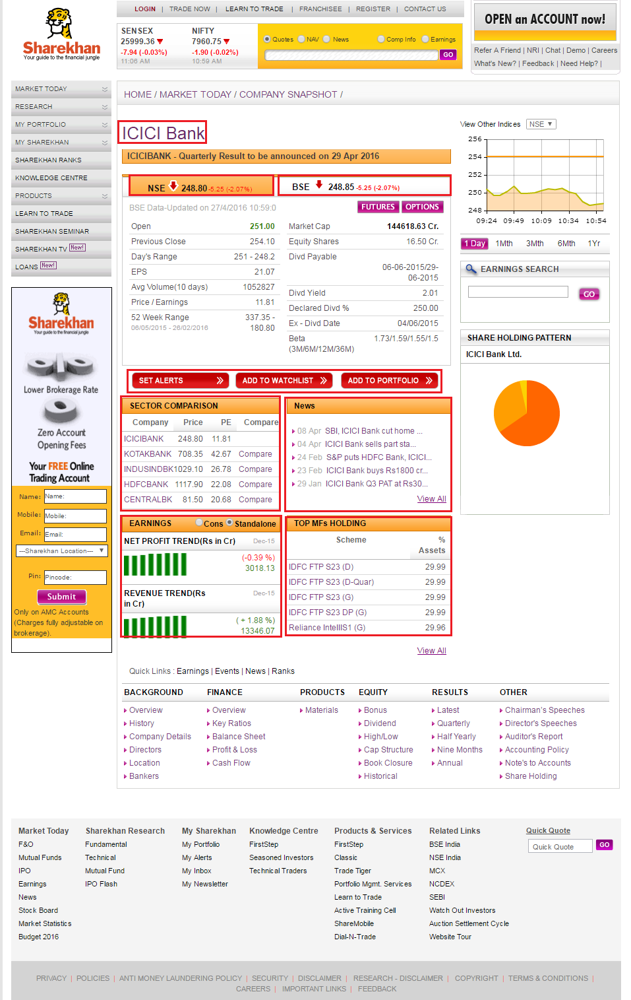 LOGIN | TRADE NOW | LEARN TO TRADE | FRANCHISEE | REGISTER | CONTACT US
Sharekhan
Your guide to the financial jungle
SENSEX
25999.36
-7.94 (-0.03%)
11:06 AM
NIFTY
7960.75
-1.90 (-0.02%)
10:59 AM
Quotes NAV News Comp Info Earnings
GO
OPEN an ACCOUNT now!
Refer A Friend | NRI | Chat | Demo | Careers
What's New? | Feedback | Need Help? |
MARKET TODAY
RESEARCH
MY PORTFOLIO
MY SHAREKHAN
SHAREKHAN RANKS
KNOWLEDGE CENTRE
PRODUCTS
LEARN TO TRADE
SHAREKHAN SEMINAR
SHAREKHAN TV New!
LOANS New!
Sharekhan
Your guide to the financial jungle
Lower Brokerage Rate
Zero Account
Opening Fees
Your FREE Online
Trading Account
Name: Name:
Mobile: Mobile:
Email: Email:
---Sharekhan Location---
Pin: Pincode:
Submit
Only on AMC Accounts
(Charges fully adjustable on
brokerage).
HOME / MARKET TODAY / COMPANY SNAPSHOT /
ICICI Bank
ICICIBANK - Quarterly Result to be announced on 29 Apr 2016
NSE 248.80 -5.25 (-2.07%)
BSE 248.85 -5.25 (-2.07%)
BSE Data-Updated on 27/4/2016 10:59:0
FUTURES OPTIONS
Open 251.00
Previous Close 254.10
Day's Range 251 - 248.2
EPS 21.07
Avg Volume(10 days) 1052827
Price / Earnings 11.81
52 Week Range 337.35 -
06/05/2015 - 26/02/2016 180.80
Market Cap 144618.63 Cr.
Equity Shares 16.50 Cr.
Divd Payable
06-06-2015/29-
06-2015
Divd Yield 2.01
Declared Divd % 250.00
Ex - Divd Date 04/06/2015
Beta 1.73/1.59/1.55/1.5
(3M/6M/12M/36M)
SET ALERTS
ADD TO WATCHLIST
ADD TO PORTFOLIO
SECTOR COMPARISON
Company Price PE Compare
ICICIBANK 248.80 11.81
KOTAKBANK 708.35 42.67 Compare
INDUSINDBK1029.10 26.78 Compare
HDFCBANK 1117.90 22.08 Compare
CENTRALBK 81.50 20.68 Compare
News
08 Apr SBI, ICICI Bank cut home ...
04 Apr ICICI Bank sells part sta...
24 Feb S&P puts HDFC Bank, ICICI...
23 Feb ICICI Bank buys Rs1800 cr...
29 Jan ICICI Bank Q3 PAT at Rs30...
View All
EARNINGS Cons Standalone
NET PROFIT TREND(Rs in Cr) Dec-15
(-0.39 %)
3018.13
REVENUE TREND(Rs
in Cr) Dec-15
( + 1.88 %)
13346.07
TOP MFs HOLDING
Scheme %
Assets
IDFC FTP S23 (D) 29.99
IDFC FTP S23 (D-Quar) 29.99
IDFC FTP S23 (G) 29.99
IDFC FTP S23 DP (G) 29.99
Reliance IntelIIS1 (G) 29.96
View All
View Other Indices NSE
256
254
252
250
248
09:24 09:49 10:09 10:34 10:54
1 Day 1Mth 3Mth 6Mth 1Yr
EARNINGS SEARCH
GO
SHARE HOLDING PATTERN
ICICI Bank Ltd.
Quick Links : Earnings | Events | News | Ranks
BACKGROUND
Overview
History
Company Details
Directors
Location
Bankers
FINANCE
Overview
Key Ratios
Balance Sheet
Profit & Loss
Cash Flow
PRODUCTS
Materials
EQUITY
Bonus
Dividend
High/Low
Cap Structure
Book Closure
Historical
RESULTS
Latest
Quarterly
Half Yearly
Nine Months
Annual
OTHER
Chairman's Speeches
Director's Speeches
Auditor's Report
Accounting Policy
Note's to Accounts
Share Holding
Market Today
F&O
Mutual Funds
IPO
Earnings
News
Stock Board
Market Statistics
Budget 2016
Sharekhan Research
Fundamental
Technical
Mutual Fund
IPO Flash
My Sharekhan
My Portfolio
My Alerts
My Inbox
My Newsletter
Knowledge Centre
FirstStep
Seasoned Investors
Technical Traders
Products & Services
FirstStep
Classic
Trade Tiger
Portfolio Mgmt. Services
Learn to Trade
Active Training Cell
ShareMobile
Dial-N-Trade
Related Links
BSE India
NSE India
MCX
NCDEX
SEBI
Watch Out Investors
Auction Settlement Cycle
Website Tour
Quick Quote
Quick Quote GO
PRIVACY | POLICIES | ANTI MONEY LAUNDERING POLICY | SECURITY | DISCLAIMER | RESEARCH - DISCLAIMER | COPYRIGHT | TERMS & CONDITIONS |
CAREERS | IMPORTANT LINKS | FEEDBACK